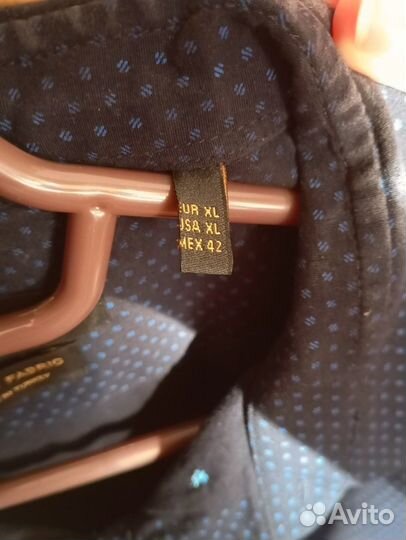 EUR XL
USA XL
MEX 42
FABRIC
Avito